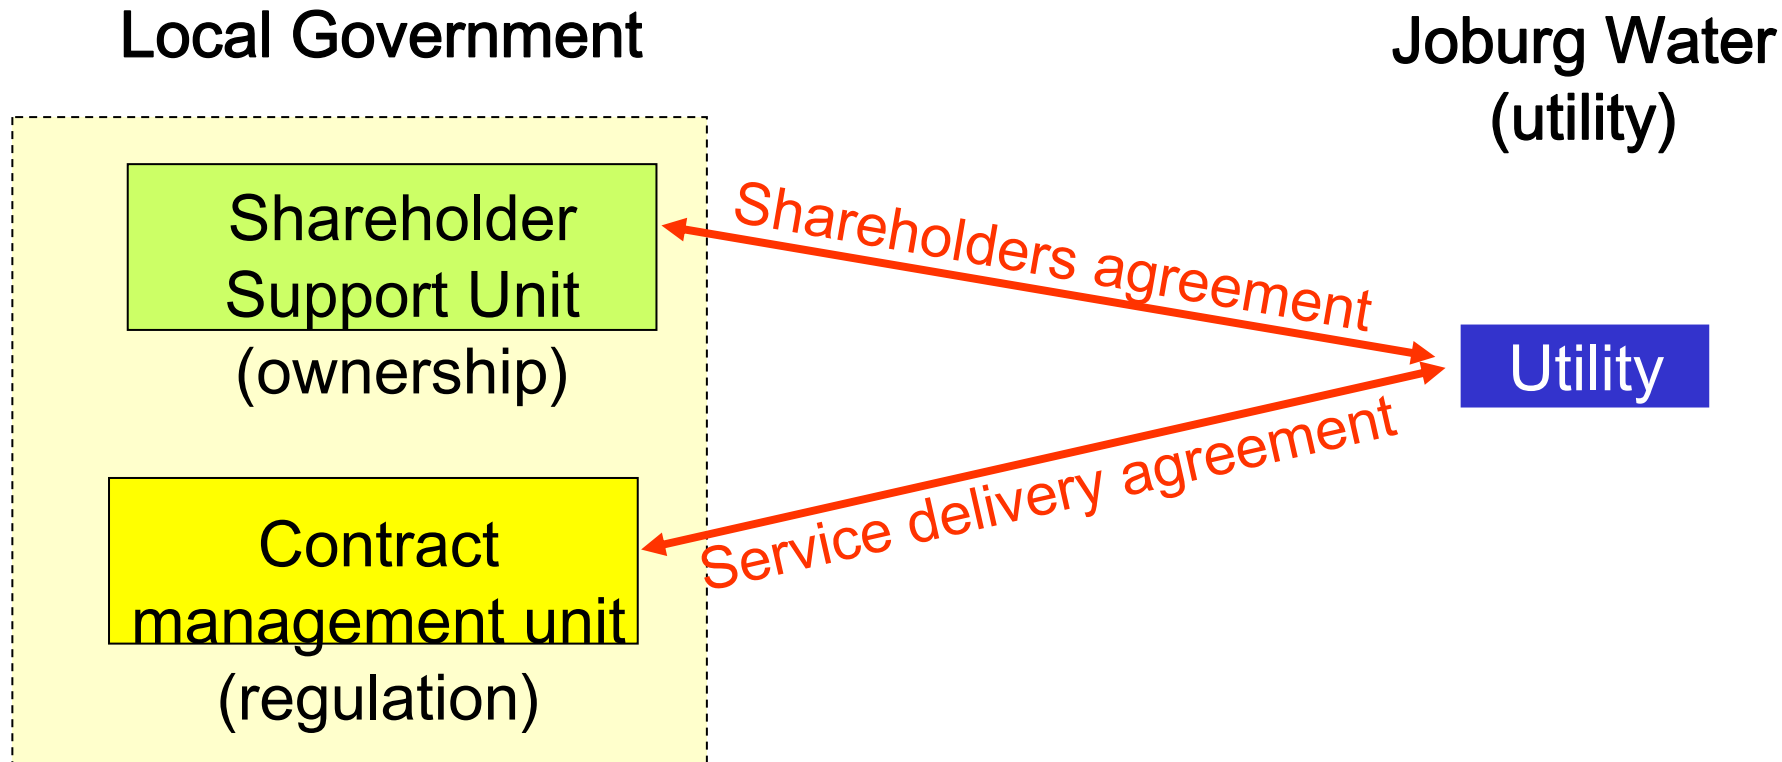 Local Government
Joburg Water
(utility)
Shareholder
Support Unit
(ownership)
Shareholders agreement
Utility
Service delivery agreement
Contract
management unit
(regulation)